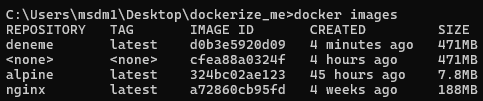 C:\Users\msdm1\Desktop\dockerize_me>docker images
REPOSITORY   TAG       IMAGE ID       CREATED         SIZE
deneme       latest    d0b3e5920d09   4 minutes ago   471MB
<none>       <none>    cfea88a0324f   4 hours ago     471MB
alpine       latest    324bc02ae123   45 hours ago    7.8MB
nginx        latest    a72860cb95fd   4 weeks ago     188MB